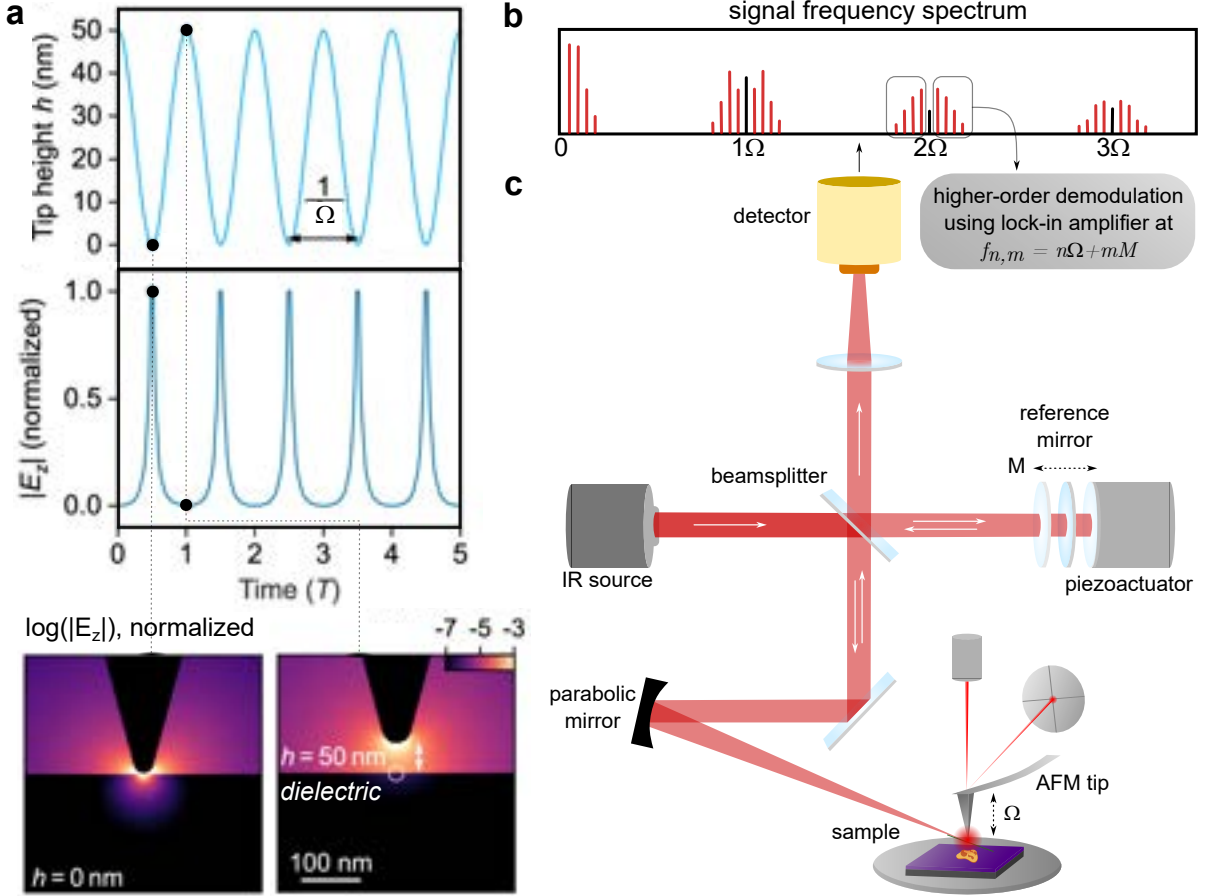 a
50
40
30
20
10
0
Tip height h (nm)
1
Ω
1.0
0.5
0.0
|E_z| (normalized)
0 1 2 3 4 5
Time (T)
log(|E_z|), normalized
-7 -5 -3
h = 0 nm
h = 50 nm
dielectric
100 nm
b
signal frequency spectrum
0 1Ω 2Ω 3Ω
higher-order demodulation
using lock-in amplifier at
f_{n,m} = nΩ+mM
c
detector
reference
mirror
M
beamsplitter
IR source
piezoactuator
parabolic
mirror
AFM tip
Ω
sample